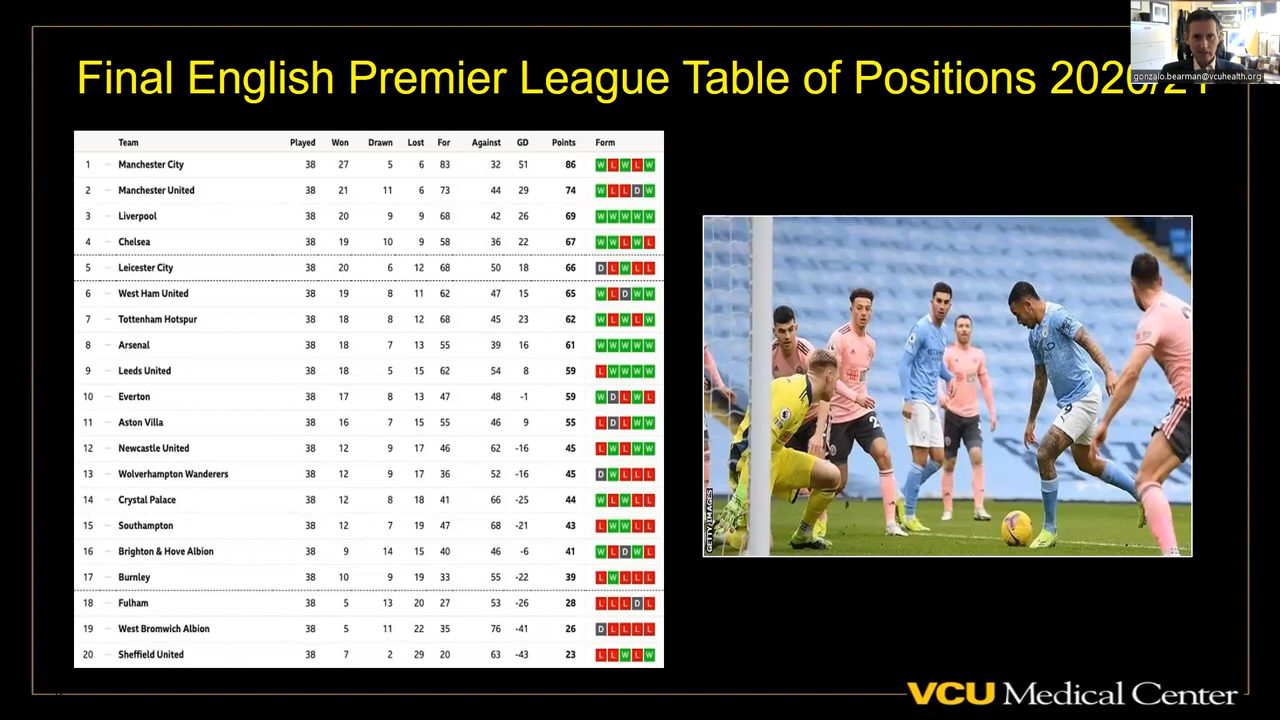 Final English Premier League Table of Positions 2020/21
gonzalo.bearman@vcuhealth.org
Team Played Won Drawn Lost For Against GD Points Form
1 Manchester City 38 27 5 6 83 32 51 86 W L W L W
2 Manchester United 38 21 11 6 73 44 29 74 W L L D W
3 Liverpool 38 20 9 9 68 42 26 69 W W W W W
4 Chelsea 38 19 10 9 58 36 22 67 W W L W L
5 Leicester City 38 20 6 12 68 50 18 66 D L W L L
6 West Ham United 38 19 8 11 62 47 15 65 W L D W W
7 Tottenham Hotspur 38 18 8 12 68 45 23 62 W L W L W
8 Arsenal 38 18 7 13 55 39 16 61 W W W W W
9 Leeds United 38 18 5 15 62 54 8 59 L W W W W
10 Everton 38 17 8 13 47 48 -1 59 W D L W L
11 Aston Villa 38 16 7 15 55 46 9 55 L D L W W
12 Newcastle United 38 12 9 17 46 62 -16 45 L W L W W
13 Wolverhampton Wanderers 38 12 9 17 36 52 -16 45 D W L L L
14 Crystal Palace 38 12 8 18 41 66 -25 44 W L W L L
15 Southampton 38 12 7 19 47 68 -21 43 L W W L L
16 Brighton & Hove Albion 38 9 14 15 40 46 -6 41 W L D W L
17 Burnley 38 10 9 19 33 55 -22 39 L W L L L
18 Fulham 38 5 13 20 27 53 -26 28 L L L D L
19 West Bromwich Albion 38 5 11 22 35 76 -41 26 D L L L L
20 Sheffield United 38 7 2 29 20 63 -43 23 L L W L W
GETTY IMAGES
VCU Medical Center